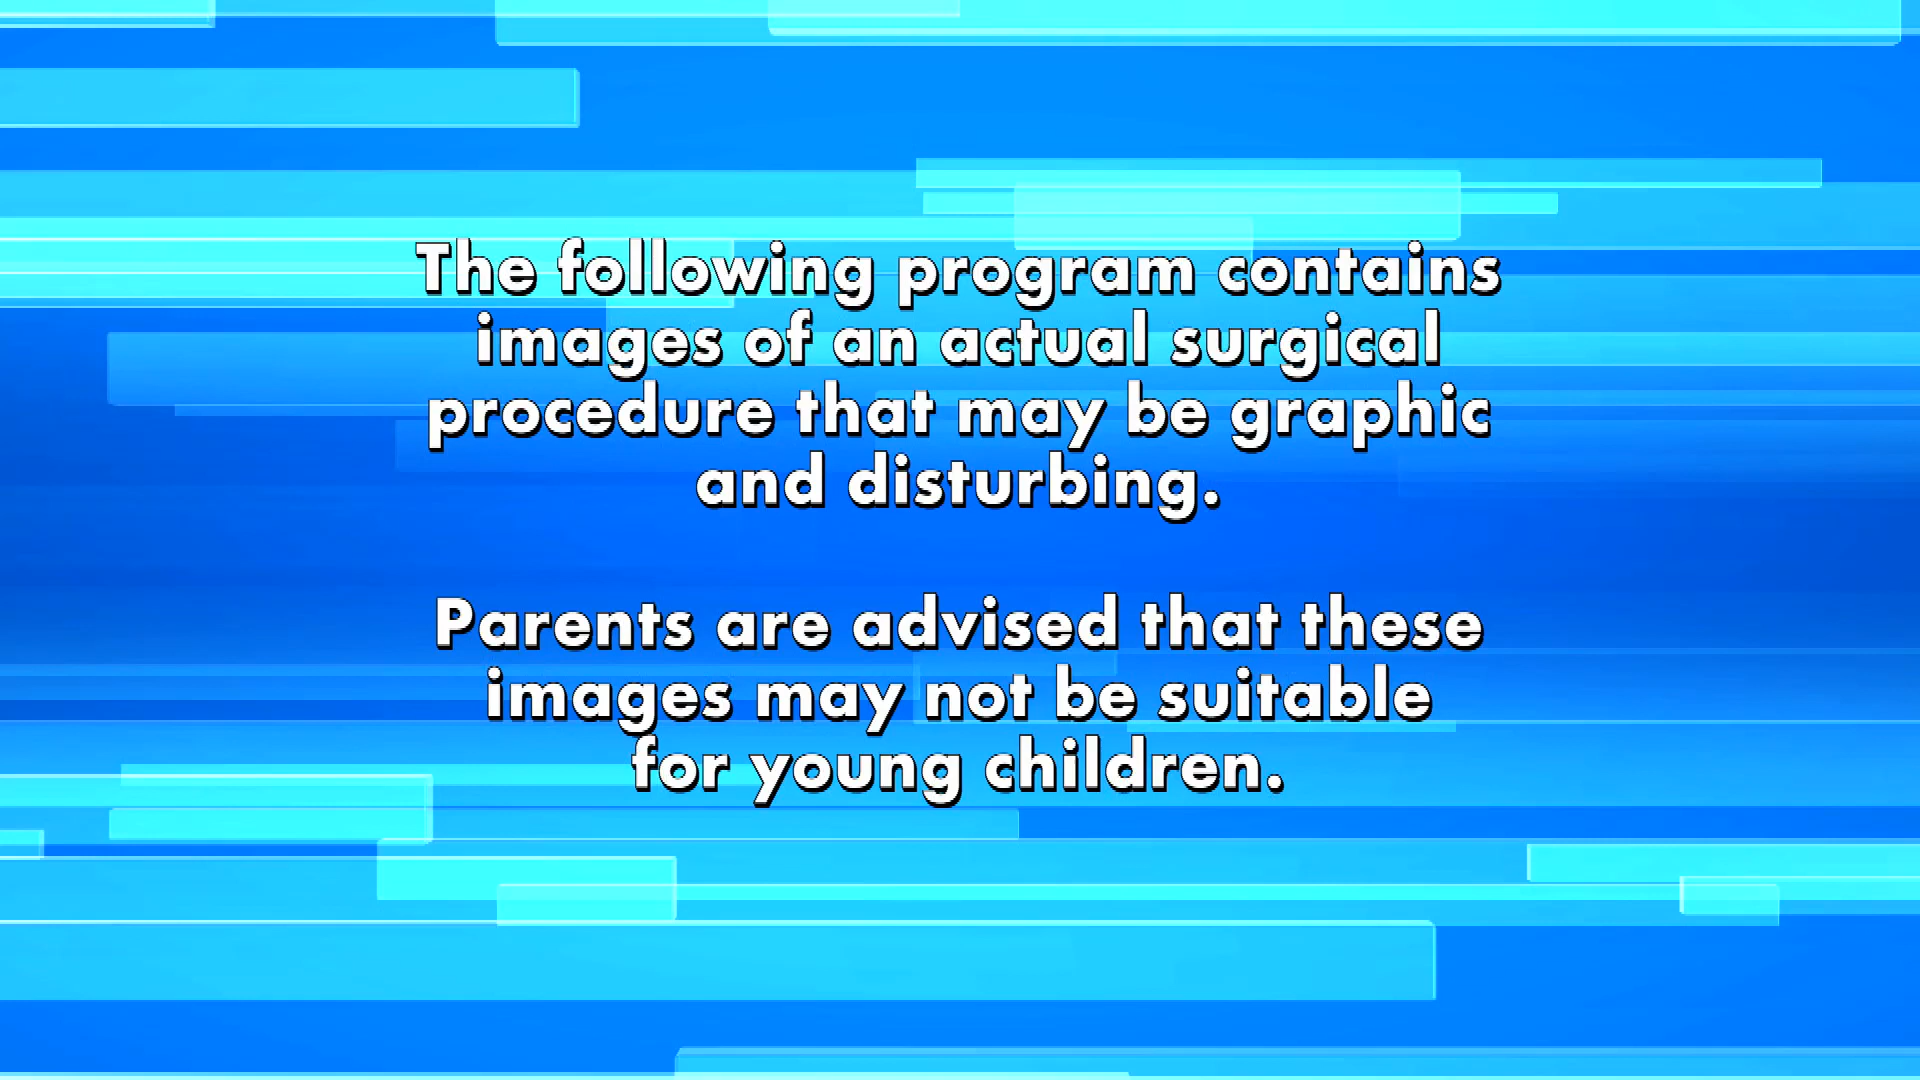 The following program contains
images of an actual surgical
procedure that may be graphic
and disturbing.
Parents are advised that these
images may not be suitable
for young children.